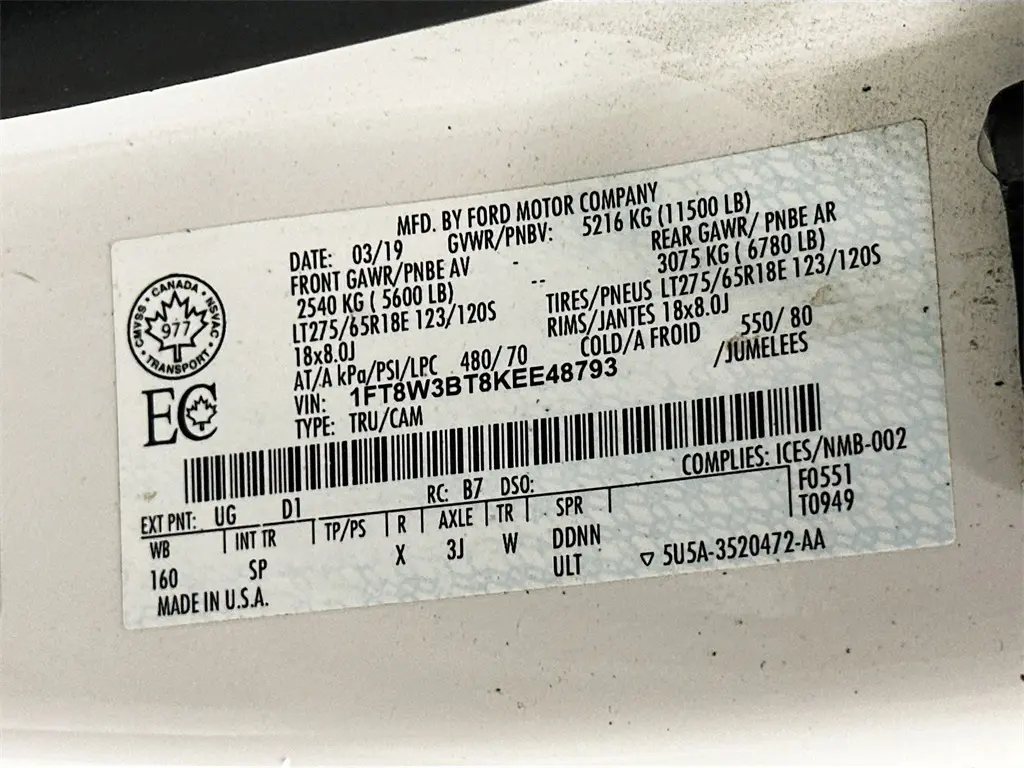 MFD. BY FORD MOTOR COMPANY
DATE: 03/19 GVWR/PNBV: 5216 KG (11500 LB)
FRONT GAWR/PNBE AV - REAR GAWR/ PNBE AR
2540 KG ( 5600 LB) -- 3075 KG ( 6780 LB)
LT275/65R18E 123/120S TIRES/PNEUS LT275/65R18E 123/120S
18x8.0J RIMS/JANTES 18x8.0J
AT/A kPa/PSI/LPC 480/ 70 COLD/A FROID 550/ 80
VIN: 1FT8W3BT8KEE48793 /JUMELEES
TYPE: TRU/CAM
CANADA
CMVSS • NSVAC
977
TRANSPORT
EC
COMPLIES: ICES/NMB-002
EXT PNT: UG D1 RC: B7 DSO: F0551
WB INT TR TP/PS R AXLE TR SPR T0949
160 SP X 3J W DDNN
ULT ▽ 5U5A-3520472-AA
MADE IN U.S.A.